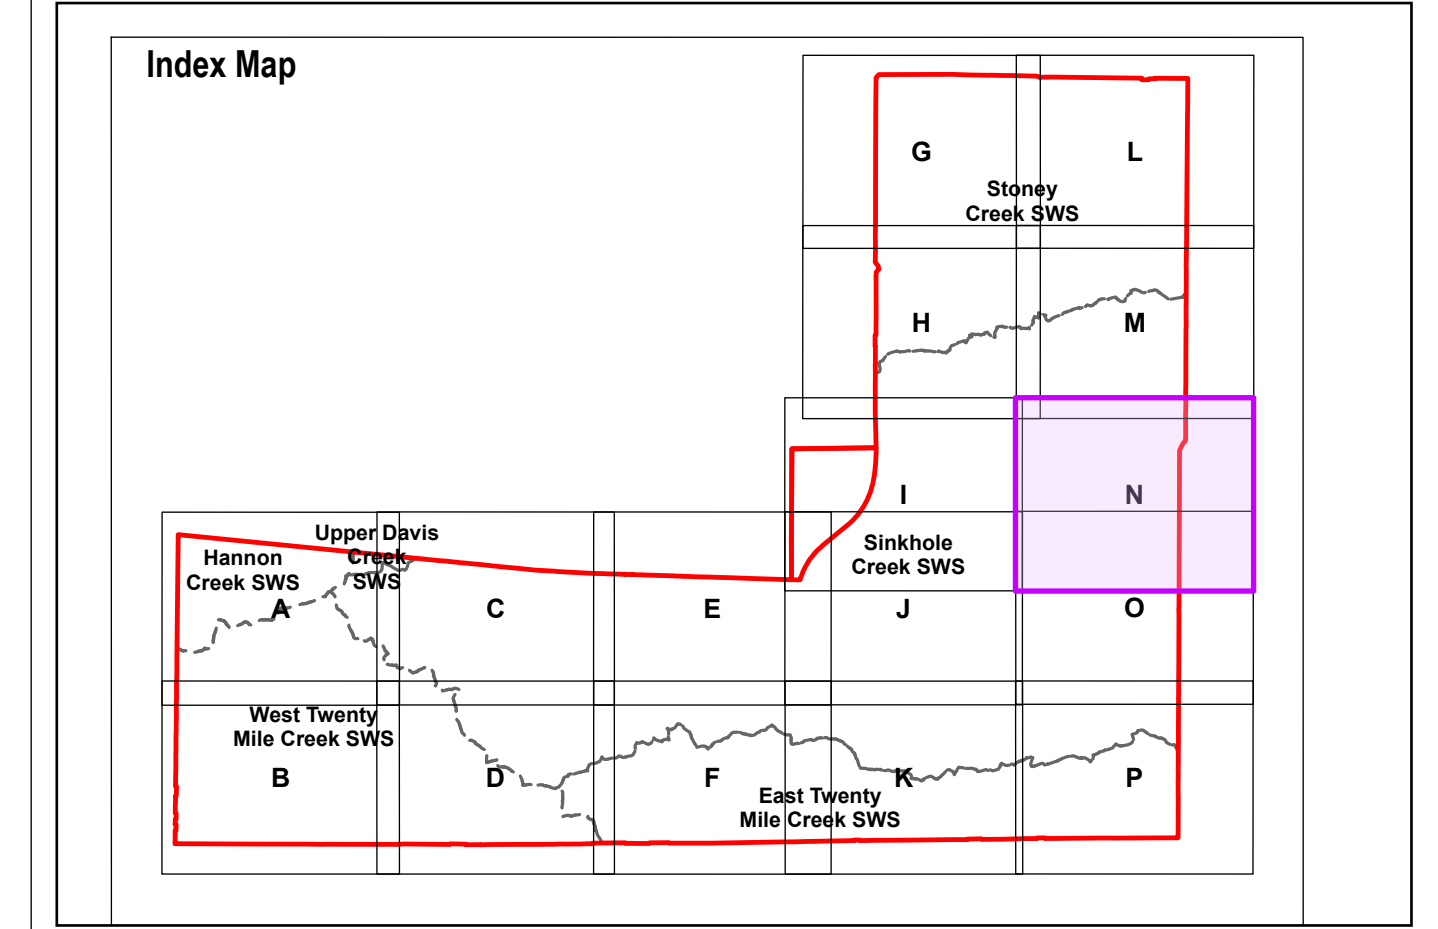 Index Map
G
L
Stoney
Creek SWS
H
M
I
N
Upper Davis
Creek
SWS
Hannon
Creek SWS
Sinkhole
Creek SWS
A
C
E
J
O
West Twenty
Mile Creek SWS
B
D
F
K
P
East Twenty
Mile Creek SWS